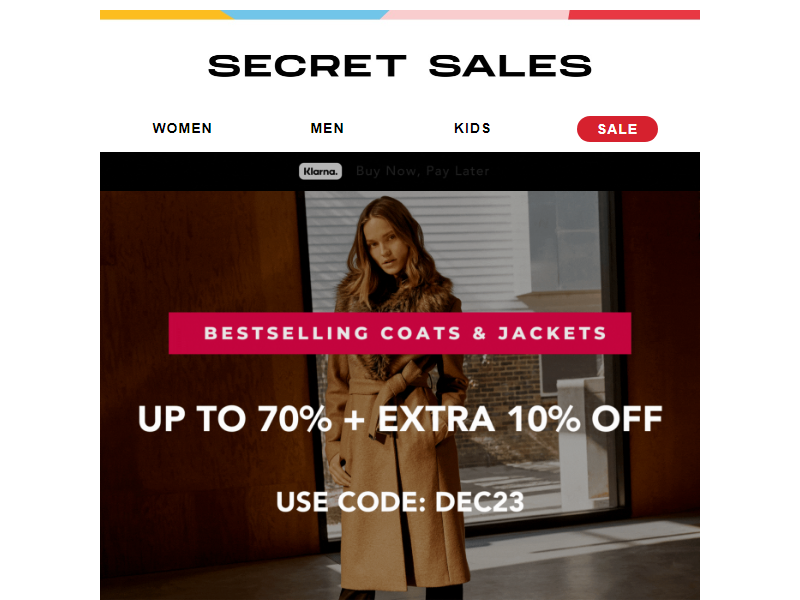 SECRET SALES
WOMEN MEN KIDS SALE
Klarna. Buy Now, Pay Later
BESTSELLING COATS & JACKETS
UP TO 70% + EXTRA 10% OFF
USE CODE: DEC23